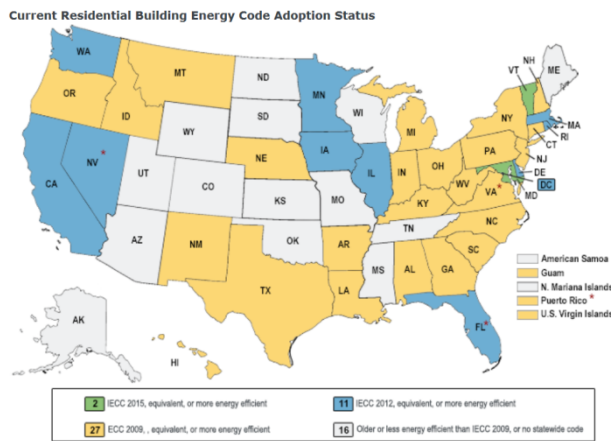 Current Residential Building Energy Code Adoption Status
WA
MT
ND
MN
VT
NH
ME
OR
ID
SD
WI
NY
MA
WY
MI
RI
CT
NV *
NE
IA
PA
NJ
CA
UT
CO
IL
IN
OH
DE
DC
WV
VA *
MD
KS
MO
KY
NC
AZ
NM
OK
AR
TN
SC
TX
LA
MS
AL
GA
FL *
AK
HI
American Samoa
Guam
N. Mariana Islands
Puerto Rico *
U.S. Virgin Islands
2 IECC 2015, equivalent, or more energy efficient
11 IECC 2012, equivalent, or more energy efficient
27 ECC 2009, , equivalent, or more energy efficient
16 Older or less energy efficient than IECC 2009, or no statewide code